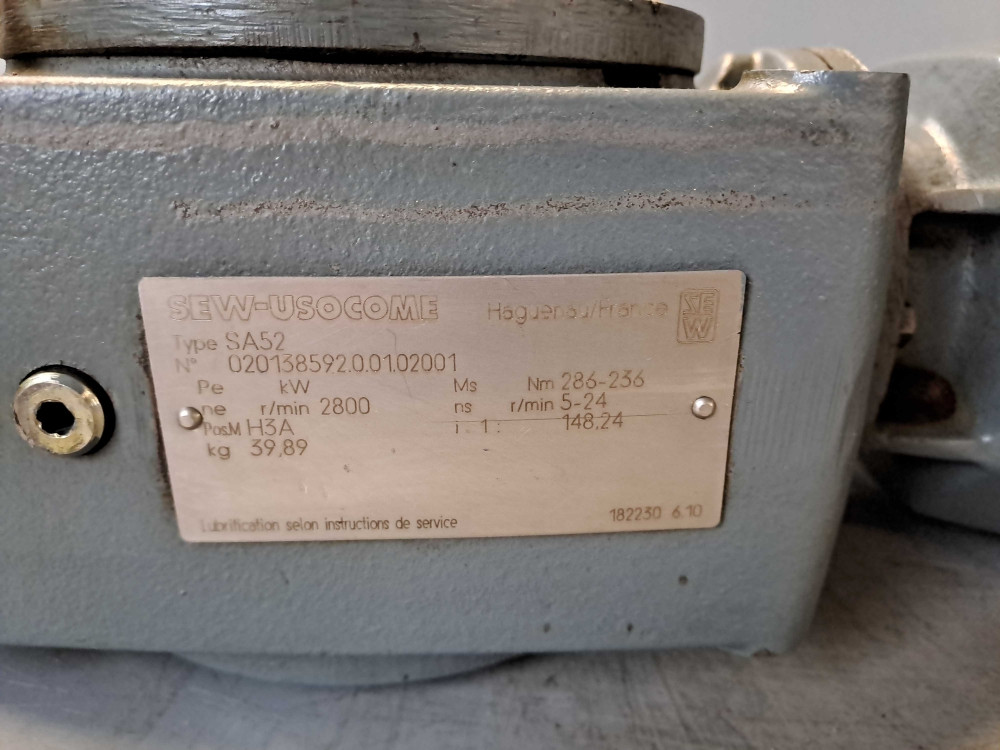 SEW-USOCOME Haguenau/France SEW
Type SA52
N° 020138592.0.01.02001
Pe kW Ms Nm 286-236
ne r/min 2800 ns r/min 5-24
Pos.M H3A i : 1 : 148,24
kg 39,89
Lubrification selon instructions de service 182230 6.10